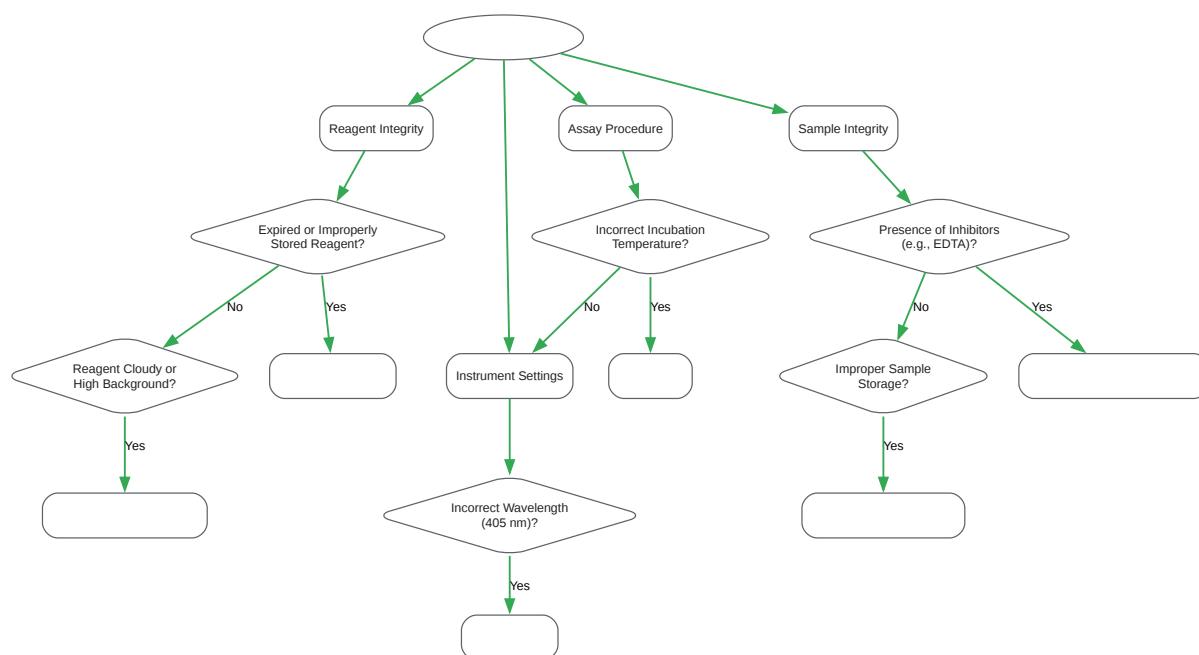 Reagent Integrity
Assay Procedure
Sample Integrity
Expired or Improperly
Stored Reagent?
Incorrect Incubation
Temperature?
Presence of Inhibitors
(e.g., EDTA)?
No
Yes
No
Yes
No
Yes
Reagent Cloudy or
High Background?
Instrument Settings
Improper Sample
Storage?
Yes
Yes
Incorrect Wavelength
(405 nm)?
Yes